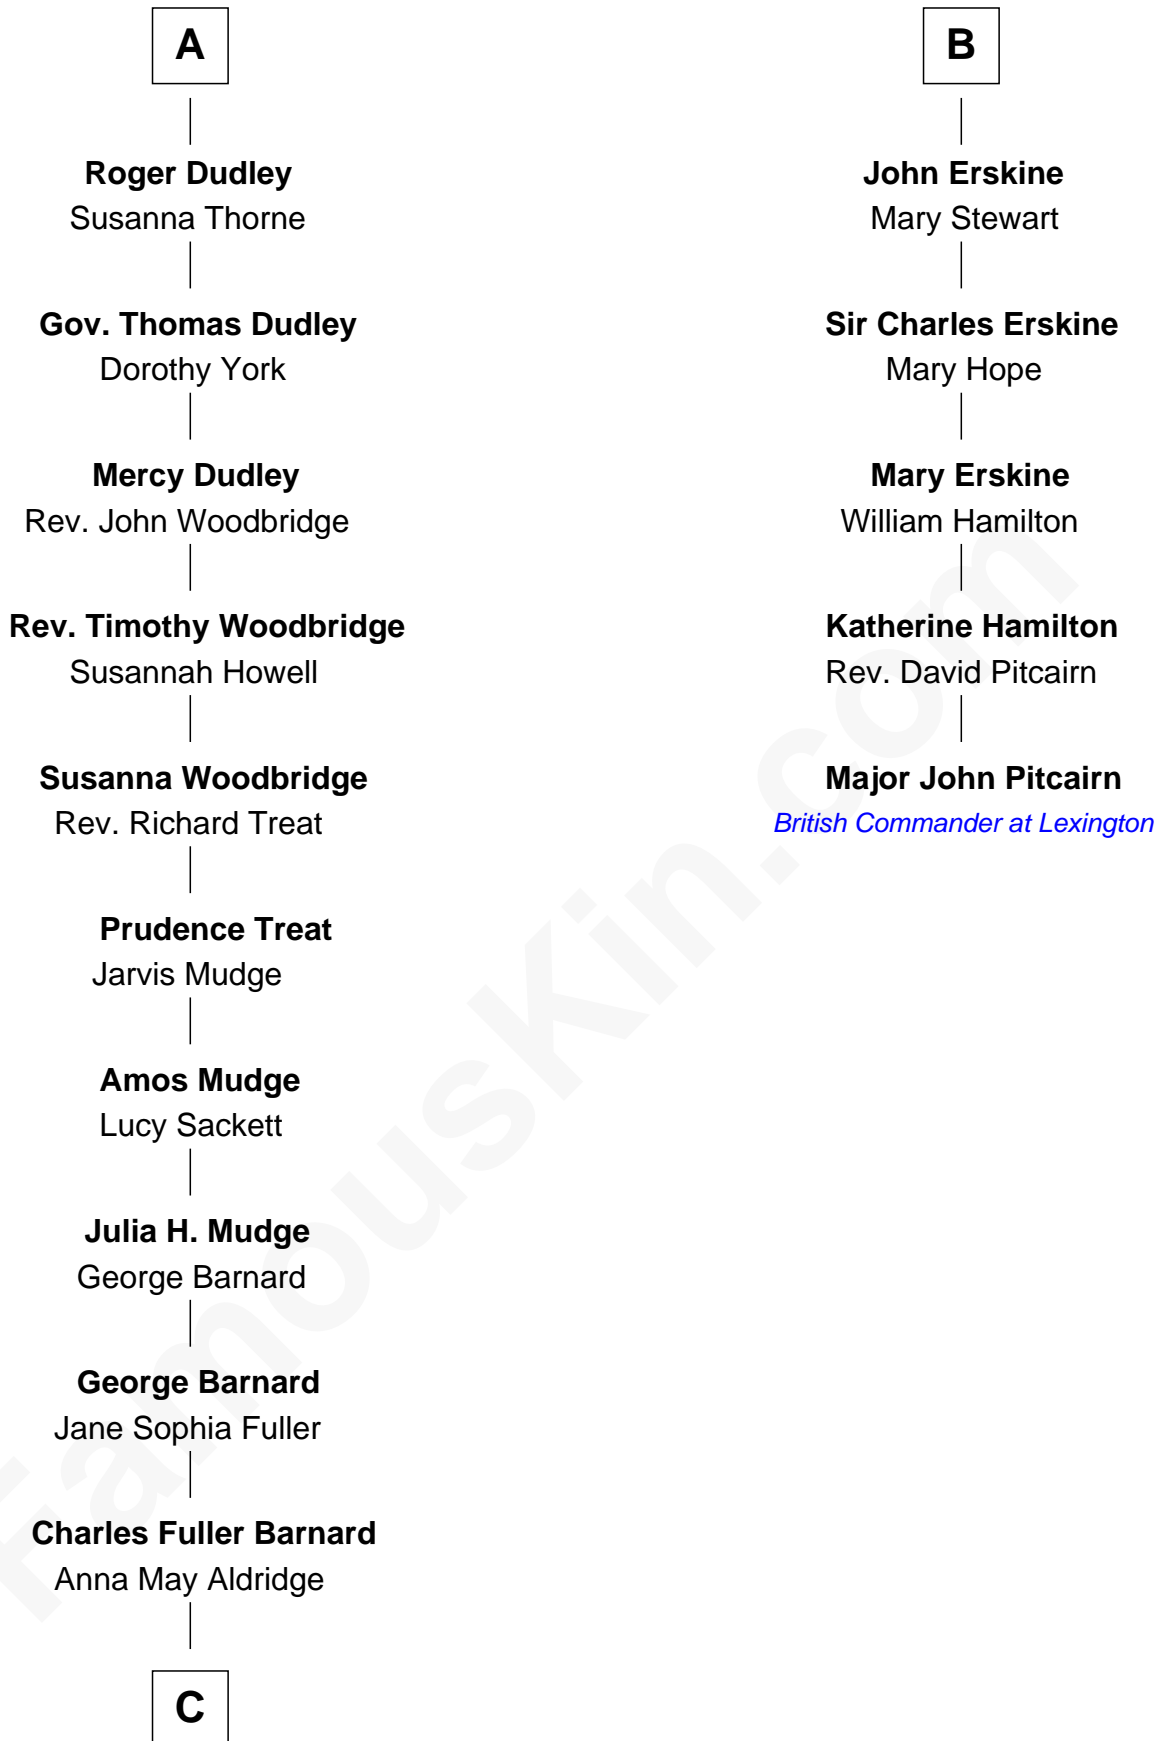 A
Roger Dudley
Susanna Thorne
Gov. Thomas Dudley
Dorothy York
Mercy Dudley
Rev. John Woodbridge
Rev. Timothy Woodbridge
Susannah Howell
Susanna Woodbridge
Rev. Richard Treat
Prudence Treat
Jarvis Mudge
Amos Mudge
Lucy Sackett
Julia H. Mudge
George Barnard
George Barnard
Jane Sophia Fuller
Charles Fuller Barnard
Anna May Aldridge
C
B
John Erskine
Mary Stewart
Sir Charles Erskine
Mary Hope
Mary Erskine
William Hamilton
Katherine Hamilton
Rev. David Pitcairn
Major John Pitcairn
British Commander at Lexington
FamousKin.com